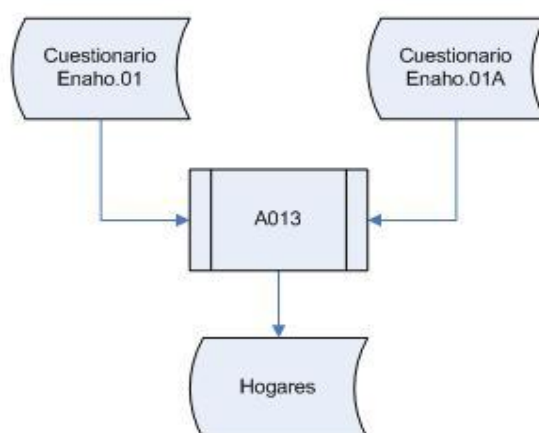 Cuestionario
Enaho.01
Cuestionario
Enaho.01A
A013
Hogares